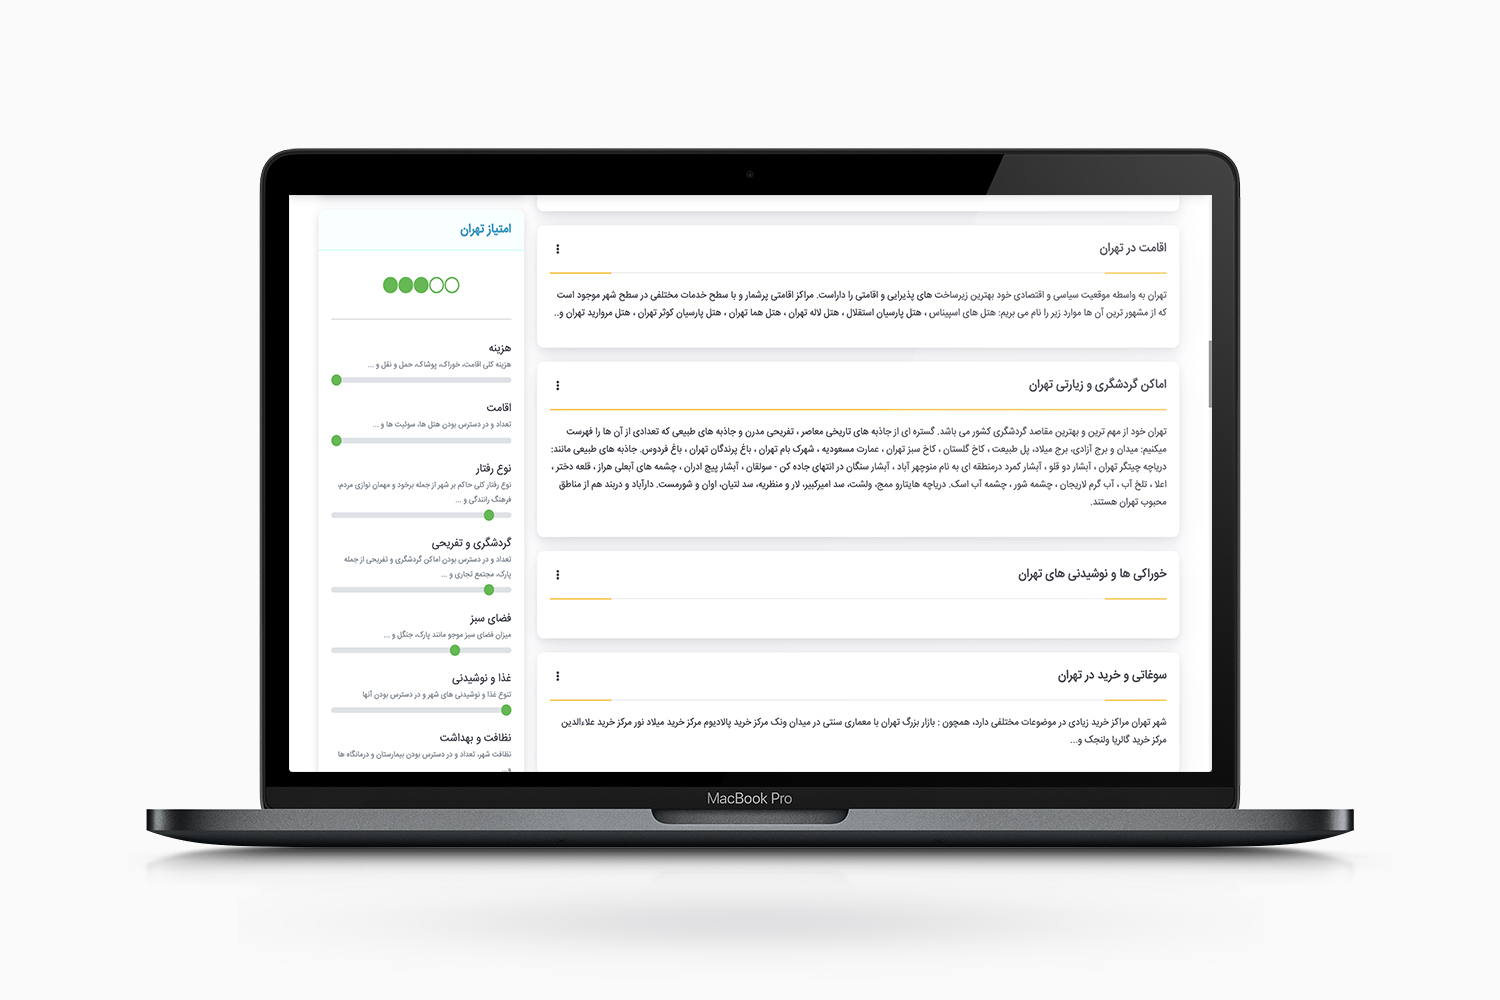 اقامت در تهران
تهران به واسطه موقعیت سیاسی و اقتصادی خود بهترین زیرساخت های پذیرایی و اقامتی را داراست. مراکز اقامتی پرشمار و با سطح خدمات مختلفی در سطح شهر موجود است
که از مشهور ترین آن ها موارد زیر را نام می بریم: هتل های اسپیناس ، هتل پارسیان استقلال ، هتل لاله تهران ، هتل هما تهران ، هتل پارسیان کوثر تهران ، هتل مروارید تهران و..
اماکن گردشگری و زیارتی تهران
تهران خود از مهم ترین و بهترین مقاصد گردشگری کشور می باشد. گستره ای از جاذبه های تاریخی معاصر ، تفریحی مدرن و جاذبه های طبیعی که تعدادی از آن ها را فهرست
میکنیم: میدان و برج آزادی، برج میلاد، پل طبیعت ، کاخ گلستان ، کاخ سبز تهران ، عمارت مسعودیه ، شهرک بام تهران ، باغ پرندگان تهران ، باغ فردوس. جاذبه های طبیعی مانند:
دریاچه چیتگر تهران ، آبشار دو قلو ، آبشار کمرد درمنطقه ای به نام منوچهر آباد ، آبشار سنگان در انتهای جاده کن - سولقان ، آبشار پیچ ادران ، چشمه های آبعلی هراز ، قلعه دختر ،
اعلا ، تلخ آب ، آب گرم لاریجان ، چشمه شور ، چشمه آب اسک. دریاچه هایتارو ممج، ولشت، سد امیرکبیر، لار و منظریه، سد لتیان، اوان و شورمست. دارآباد و دربند هم از مناطق
محبوب تهران هستند.
خوراکی ها و نوشیدنی های تهران
سوغاتی و خرید در تهران
شهر تهران مراکز خرید زیادی در موضوعات مختلفی دارد، همچون : بازار بزرگ تهران با معماری سنتی در میدان ونک مرکز خرید پالادیوم مرکز خرید میلاد نور مرکز خرید علاءالدین
مرکز خرید گالریا ولنجک و...
امتیاز تهران
هزینه
هزینه کلی اقامت، خوراک، پوشاک، حمل و نقل و ...
اقامت
تعداد و در دسترس بودن هتل ها، سوئیت ها و ...
نوع رفتار
نوع رفتار کلی حاکم بر شهر از جمله برخود و مهمان نوازی مردم،
فرهنگ رانندگی و ...
گردشگری و تفریحی
تعداد و در دسترس بودن اماکن گردشگری و تفریحی از جمله
پارک، مجتمع تجاری و ...
فضای سبز
میزان فضای سبز موجو مانند پارک، جنگل و ...
غذا و نوشیدنی
تنوع غذا و نوشیدنی های شهر و در دسترس بودن آنها
نظافت و بهداشت
نظافت شهر، تعداد و در دسترس بودن بیمارستان و درمانگاه ها
و...
MacBook Pro